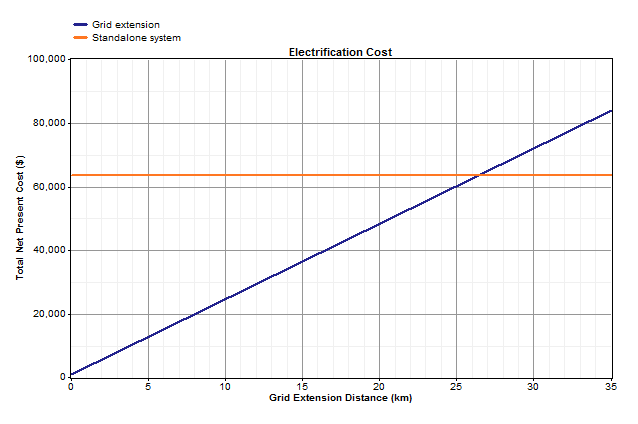 Grid extension
Standalone system
Electrification Cost
100,000
80,000
60,000
40,000
20,000
0
Total Net Present Cost ($)
0 5 10 15 20 25 30 35
Grid Extension Distance (km)